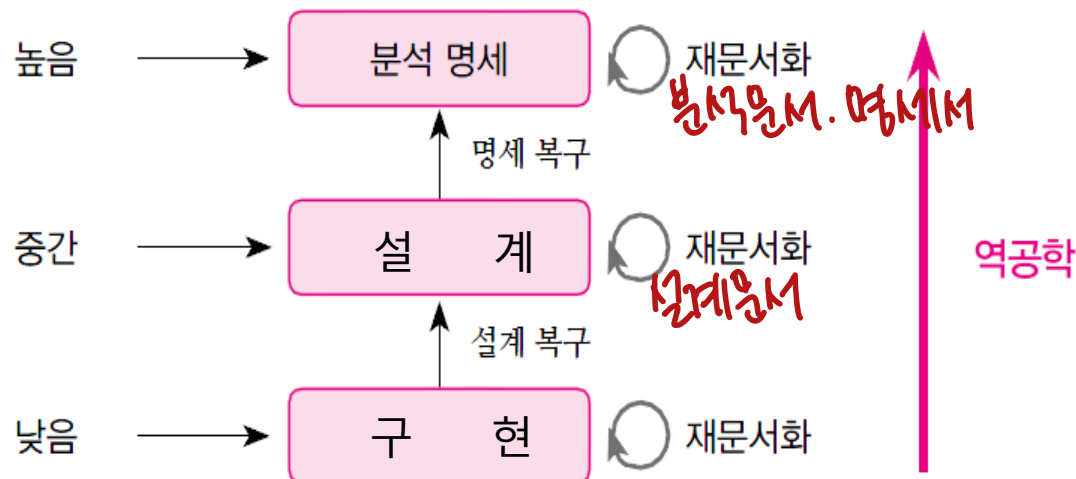 높음 분석 명세 재문서화
분석문서. 명세서
명세 복구
중간 설 계 재문서화
역공학
설계문서
설계 복구
낮음 구 현 재문서화